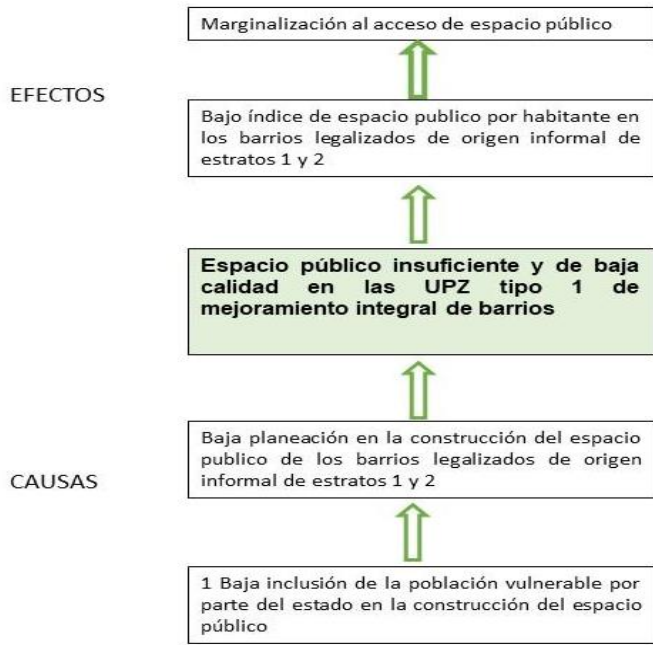 Marginalización al acceso de espacio público
EFECTOS
Bajo índice de espacio publico por habitante en
los barrios legalizados de origen informal de
estratos 1 y 2
Espacio público insuficiente y de baja
calidad en las UPZ tipo 1 de
mejoramiento integral de barrios
Baja planeación en la construcción del espacio
publico de los barrios legalizados de origen
informal de estratos 1 y 2
CAUSAS
1 Baja inclusión de la población vulnerable por
parte del estado en la construcción del espacio
público